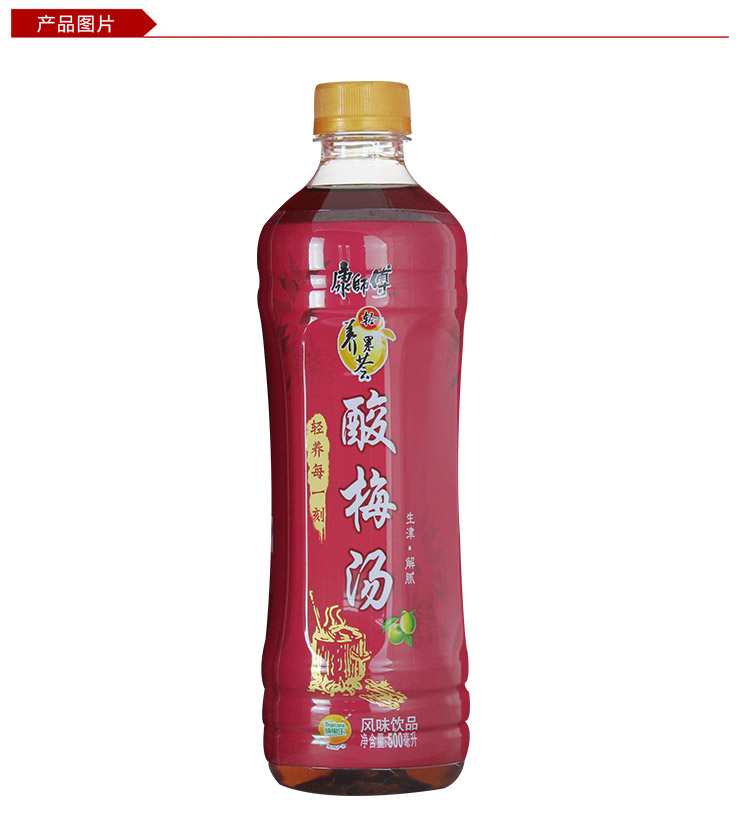 产品图片
康師傅
轻
养
果
荟
酸梅汤
轻养每一刻
生津·解腻
Tropicana
风味饮品
净含量:500毫升